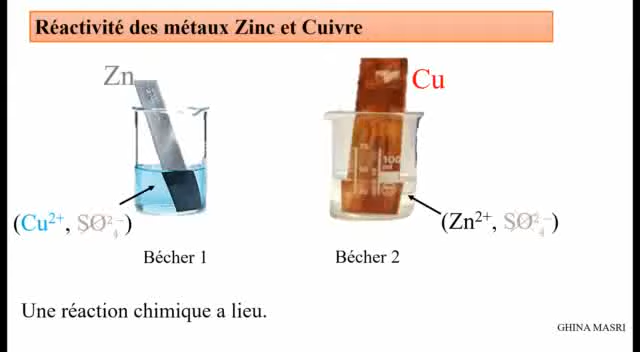 Réactivité des métaux Zinc et Cuivre
Zn
Cu
100
(Cu²⁺, SO₄²⁻)
(Zn²⁺, SO₄²⁻)
Bécher 1
Bécher 2
Une réaction chimique a lieu.
GHINA MASRI